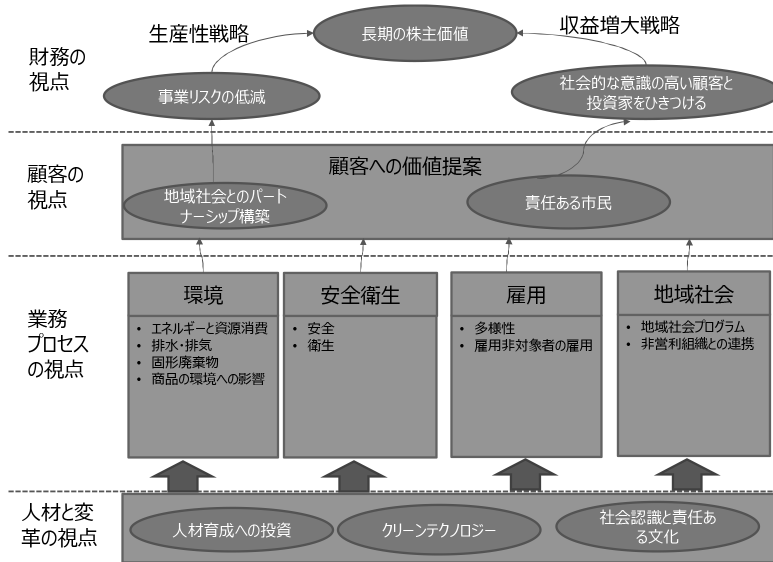 生産性戦略
長期の株主価値
収益増大戦略
財務の
視点
事業リスクの低減
社会的な意識の高い顧客と
投資家をひきつける
顧客への価値提案
顧客の
視点
地域社会とのパート
ナーシップ構築
責任ある市民
業務
プロセス
の視点
環境
• エネルギーと資源消費
• 排水・排気
• 固形廃棄物
• 商品の環境への影響
安全衛生
• 安全
• 衛生
雇用
• 多様性
• 雇用非対象者の雇用
地域社会
• 地域社会プログラム
• 非営利組織との連携
人材と変
革の視点
人材育成への投資
クリーンテクノロジー
社会認識と責任あ
る文化